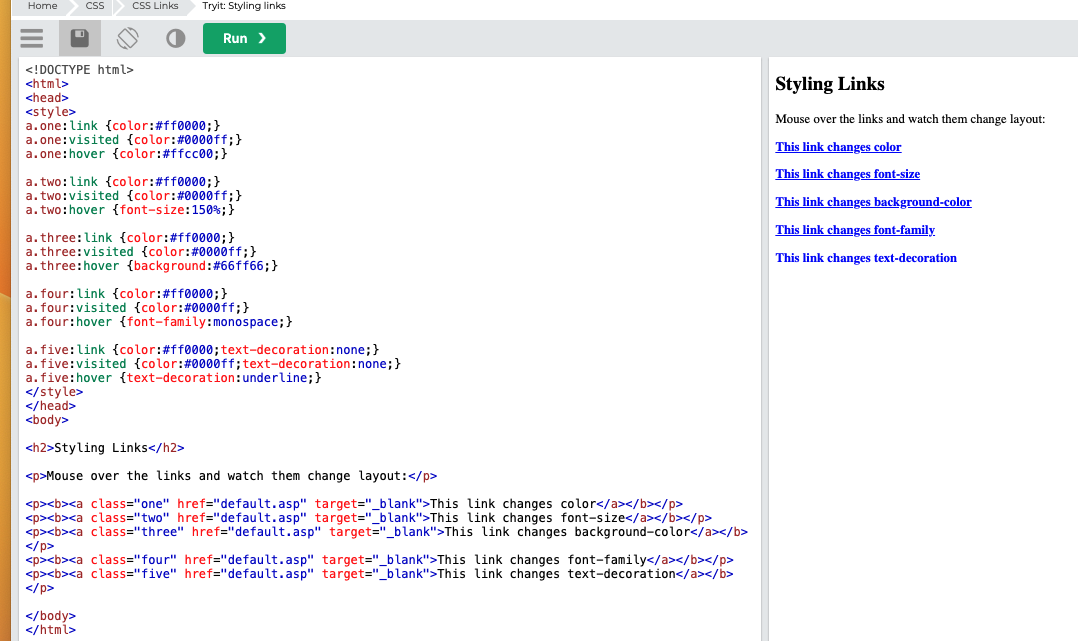 Home CSS CSS Links Tryit: Styling links
Run ❯
<!DOCTYPE html>
<html>
<head>
<style>
a.one:link {color:#ff0000;}
a.one:visited {color:#0000ff;}
a.one:hover {color:#ffcc00;}
a.two:link {color:#ff0000;}
a.two:visited {color:#0000ff;}
a.two:hover {font-size:150%;}
a.three:link {color:#ff0000;}
a.three:visited {color:#0000ff;}
a.three:hover {background:#66ff66;}
a.four:link {color:#ff0000;}
a.four:visited {color:#0000ff;}
a.four:hover {font-family:monospace;}
a.five:link {color:#ff0000;text-decoration:none;}
a.five:visited {color:#0000ff;text-decoration:none;}
a.five:hover {text-decoration:underline;}
</style>
</head>
<body>
<h2>Styling Links</h2>
<p>Mouse over the links and watch them change layout:</p>
<p><b><a class="one" href="default.asp" target="_blank">This link changes color</a></b></p>
<p><b><a class="two" href="default.asp" target="_blank">This link changes font-size</a></b></p>
<p><b><a class="three" href="default.asp" target="_blank">This link changes background-color</a></b>
</p>
<p><b><a class="four" href="default.asp" target="_blank">This link changes font-family</a></b></p>
<p><b><a class="five" href="default.asp" target="_blank">This link changes text-decoration</a></b>
</p>
</body>
</html>
Styling Links
Mouse over the links and watch them change layout:
This link changes color
This link changes font-size
This link changes background-color
This link changes font-family
This link changes text-decoration